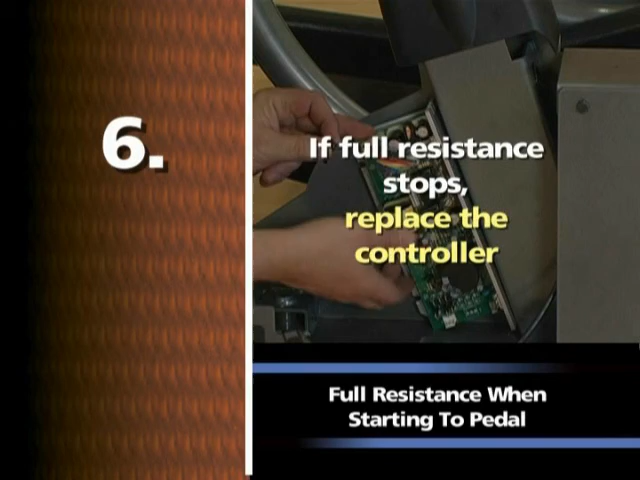 6.
If full resistance
stops,
replace the
controller
Full Resistance When
Starting To Pedal